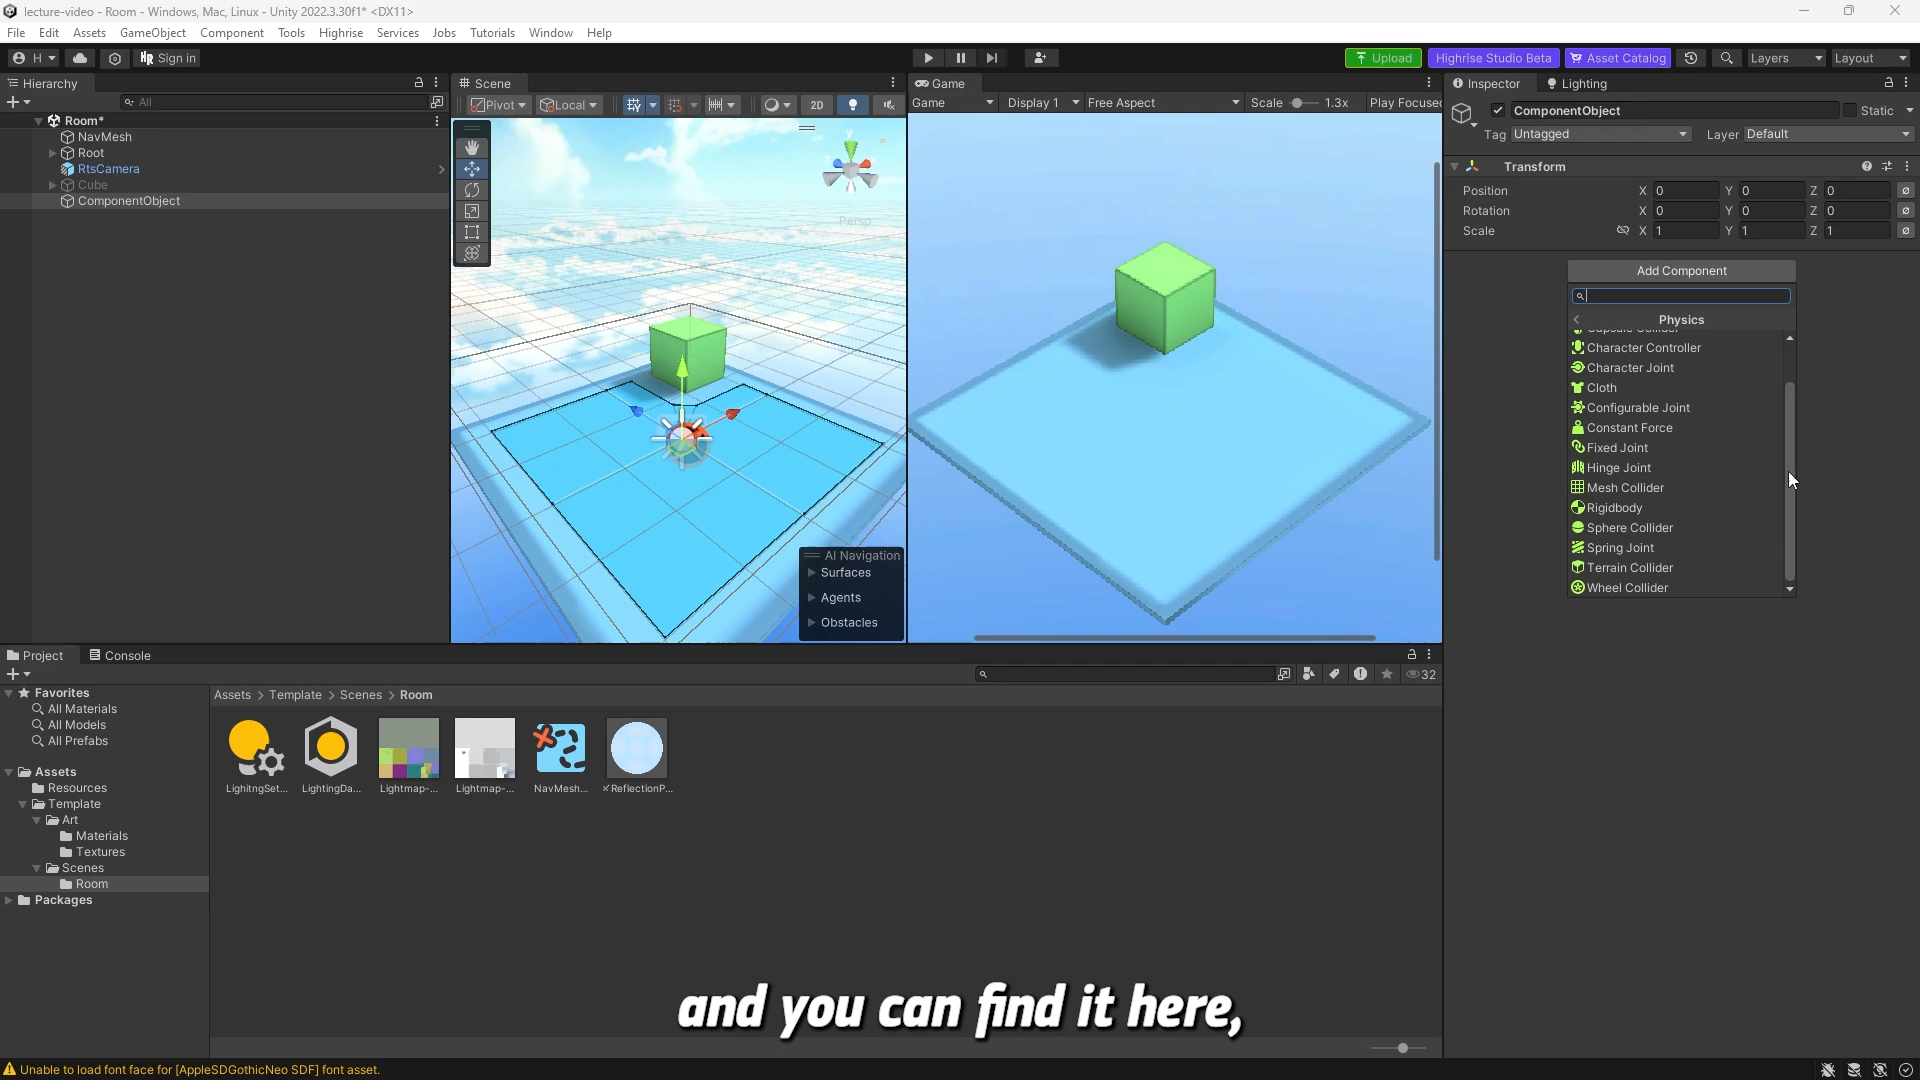 lecture-video - Room - Windows, Mac, Linux - Unity 2022.3.30f1* <DX11>
File Edit Assets GameObject Component Tools Highrise Services Jobs Tutorials Window Help
H Sign in Upload Highrise Studio Beta Asset Catalog Layers Layout
Hierarchy
All
Room*
NavMesh
Root
RtsCamera
Cube
ComponentObject
Scene
Pivot Local 2D
y
Persp
AI Navigation
Surfaces
Agents
Obstacles
Game
Game Display 1 Free Aspect Scale 1.3x Play Focused
Inspector Lighting
ComponentObject Static
Tag Untagged Layer Default
Transform
Position X 0 Y 0 Z 0
Rotation X 0 Y 0 Z 0
Scale X 1 Y 1 Z 1
Add Component
Physics
Capsule Collider
Character Controller
Character Joint
Cloth
Configurable Joint
Constant Force
Fixed Joint
Hinge Joint
Mesh Collider
Rigidbody
Sphere Collider
Spring Joint
Terrain Collider
Wheel Collider
Project Console
32
Favorites
All Materials
All Models
All Prefabs
Assets
Resources
Template
Art
Materials
Textures
Scenes
Room
Packages
Assets > Template > Scenes > Room
LighitngSet... LightingDa... Lightmap-... Lightmap-... NavMesh... ReflectionP...
and you can find it here,
Unable to load font face for [AppleSDGothicNeo SDF] font asset.